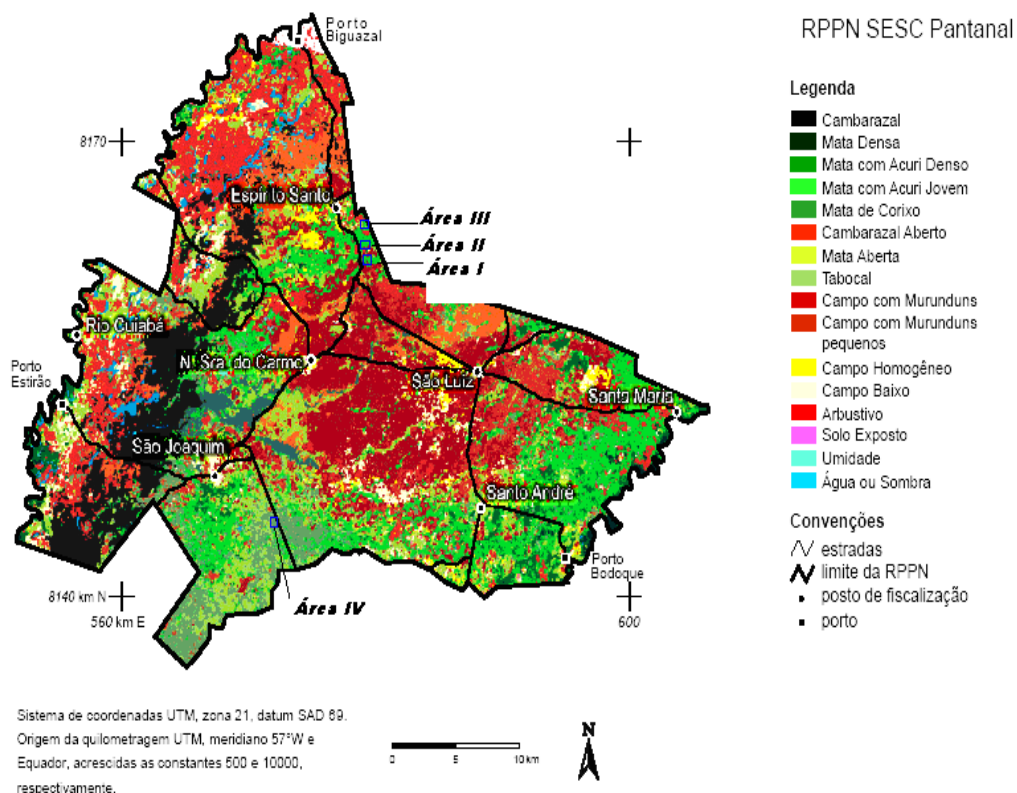 RPPN SESC Pantanal
Porto
Biguazal
8170
Espírito Santo
Área III
Área II
Área I
Rio Cuiabá
Porto
Estirão
N. Sra. do Carmo
São Luiz
Santa Maria
São Joaquim
Santo André
Porto
Bodoque
8140 km N
560 km E
600
Área IV
Legenda
Cambarazal
Mata Densa
Mata com Acuri Denso
Mata com Acuri Jovem
Mata de Corixo
Cambarazal Aberto
Mata Aberta
Tabocal
Campo com Murunduns
Campo com Murunduns
pequenos
Campo Homogêneo
Campo Baixo
Arbustivo
Solo Exposto
Umidade
Água ou Sombra
Convenções
estradas
limite da RPPN
posto de fiscalização
porto
Sistema de coordenadas UTM, zona 21, datum SAD 69.
Origem da quilometragem UTM, meridiano 57°W e
Equador, acrescidas as constantes 500 e 10000,
respectivamente.
0 5 10 km
N